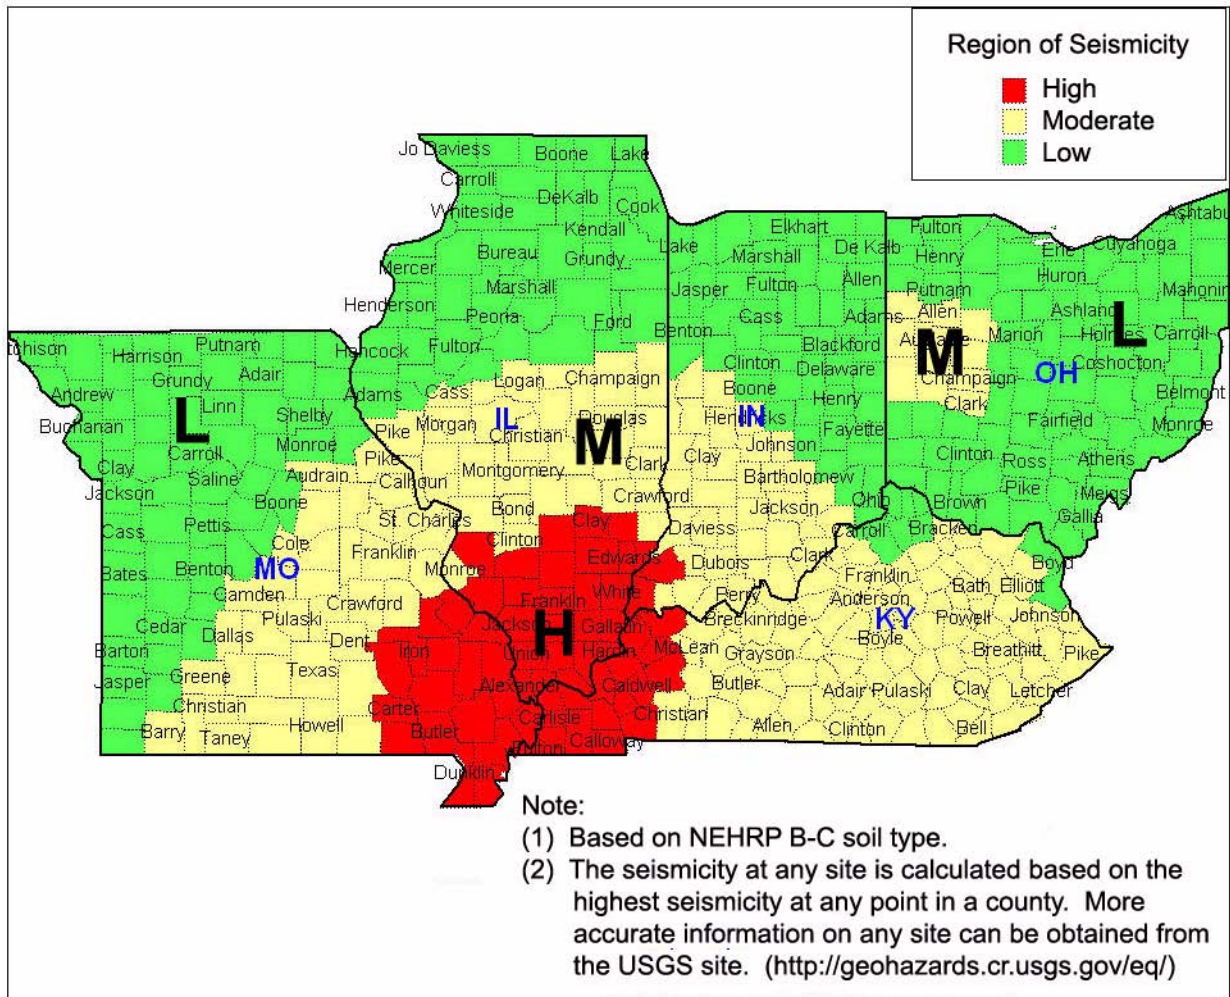 Region of Seismicity
High
Moderate
Low
Jo Daviess Boone Lake
Carroll
DeKalb
Whiteside Cook
Kendall
Bureau Grundy
Mercer
Marshall
Henderson
Peoria Ford
Hancock Fulton
Adams Cass Logan Champaign
Pike Morgan IL Douglas
Christian M
Montgomery Clark
Calhoun Crawford
Bond
Clinton Clay
Monroe Edwards
White
Franklin
Jackson H Gallatin
Union Hardin
Alexander
Elkhart
Lake De Kalb
Marshall
Jasper Fulton Allen
Cass Adams
Benton Blackford
Clinton Delaware
Boone
Hendricks IN Henry
Johnson Fayette
Clay
Bartholomew
Jackson Ohio
Daviess
Dubois Clark
Perry
Ashtabu
Fulton Cuyahoga
Henry Erie
Huron
Putnam Mahonin
Allen Ashland L
M Marion Holmes Carroll
Champaign OH Coshocton
Clark Belmont
Fairfield Monroe
Clinton Ross Athens
Pike Meigs
Brown Gallia
tchison Putnam
Harrison
Grundy Adair
Andrew
L Linn Shelby
Buchanan
Carroll Monroe
Clay Saline Audrain Pike
Jackson Boone
Cass Pettis St. Charles
Cole
Bates Benton MO Franklin
Camden Crawford
Cedar Pulaski
Dallas Dent
Barton Iron
Jasper Greene Texas
Christian Carter
Barry Howell Butler
Taney
Dunklin
Carroll Bracken
Franklin Boyd
Anderson Bath Elliott
Breckinridge KY Powell Johnson
McLean Boyle
Grayson Breathitt Pike
Caldwell Butler
Adair Pulaski Clay Letcher
Carlisle Christian
Calloway Allen Clinton Bell
Note:
(1) Based on NEHRP B-C soil type.
(2) The seismicity at any site is calculated based on the
highest seismicity at any point in a county. More
accurate information on any site can be obtained from
the USGS site. (http://geohazards.cr.usgs.gov/eq/)